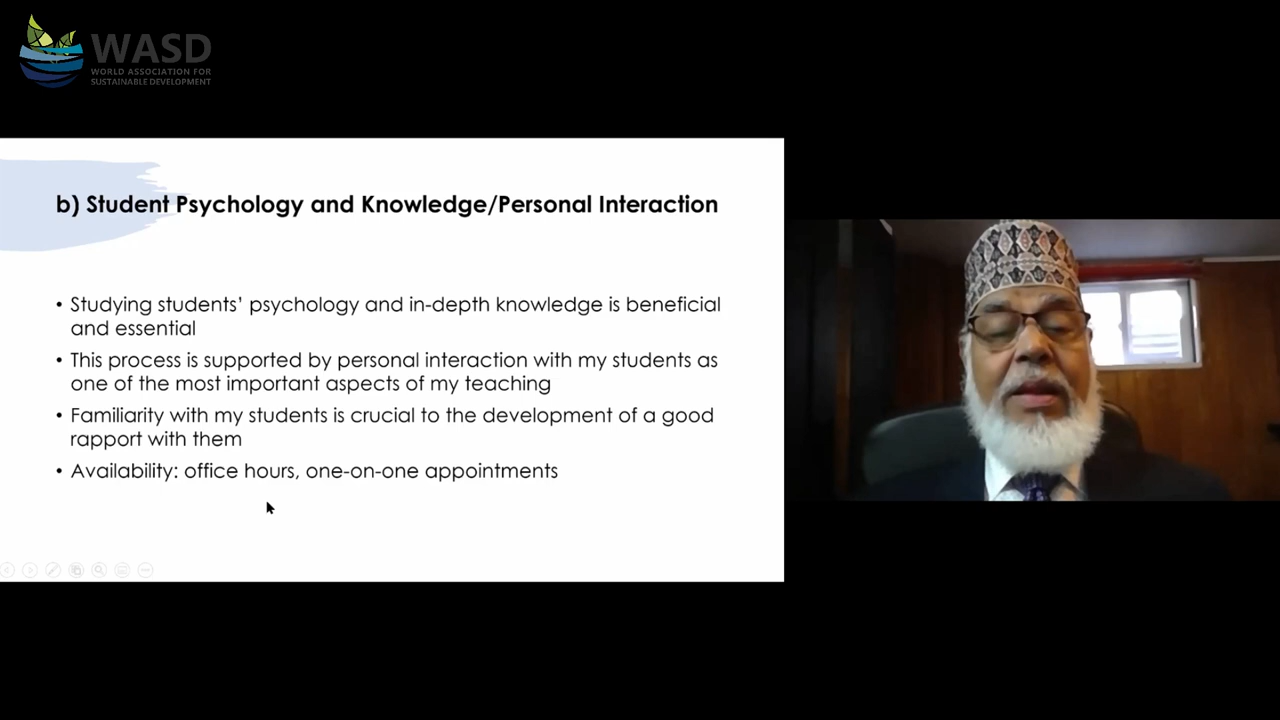 WASD
WORLD ASSOCIATION FOR
SUSTAINABLE DEVELOPMENT
b) Student Psychology and Knowledge/Personal Interaction
• Studying students’ psychology and in-depth knowledge is beneficial
and essential
• This process is supported by personal interaction with my students as
one of the most important aspects of my teaching
• Familiarity with my students is crucial to the development of a good
rapport with them
• Availability: office hours, one-on-one appointments